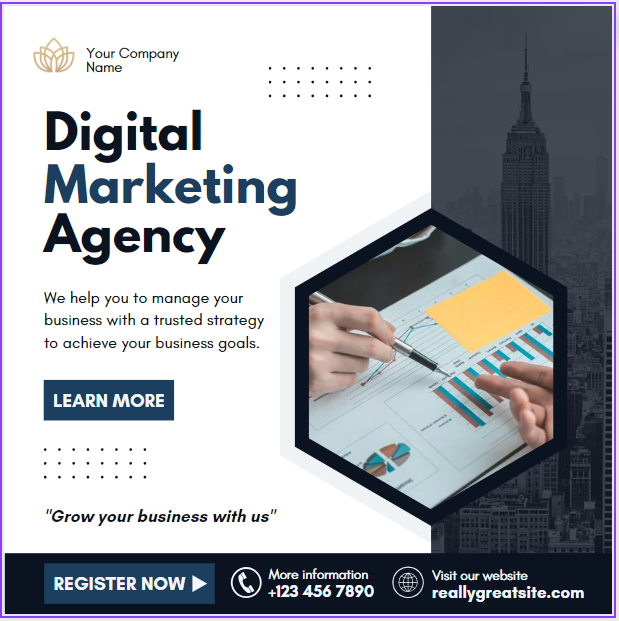 Your Company
Name
Digital
Marketing
Agency
We help you to manage your
business with a trusted strategy
to achieve your business goals.
LEARN MORE
"Grow your business with us"
REGISTER NOW
More information
+123 456 7890
Visit our website
reallygreatsite.com